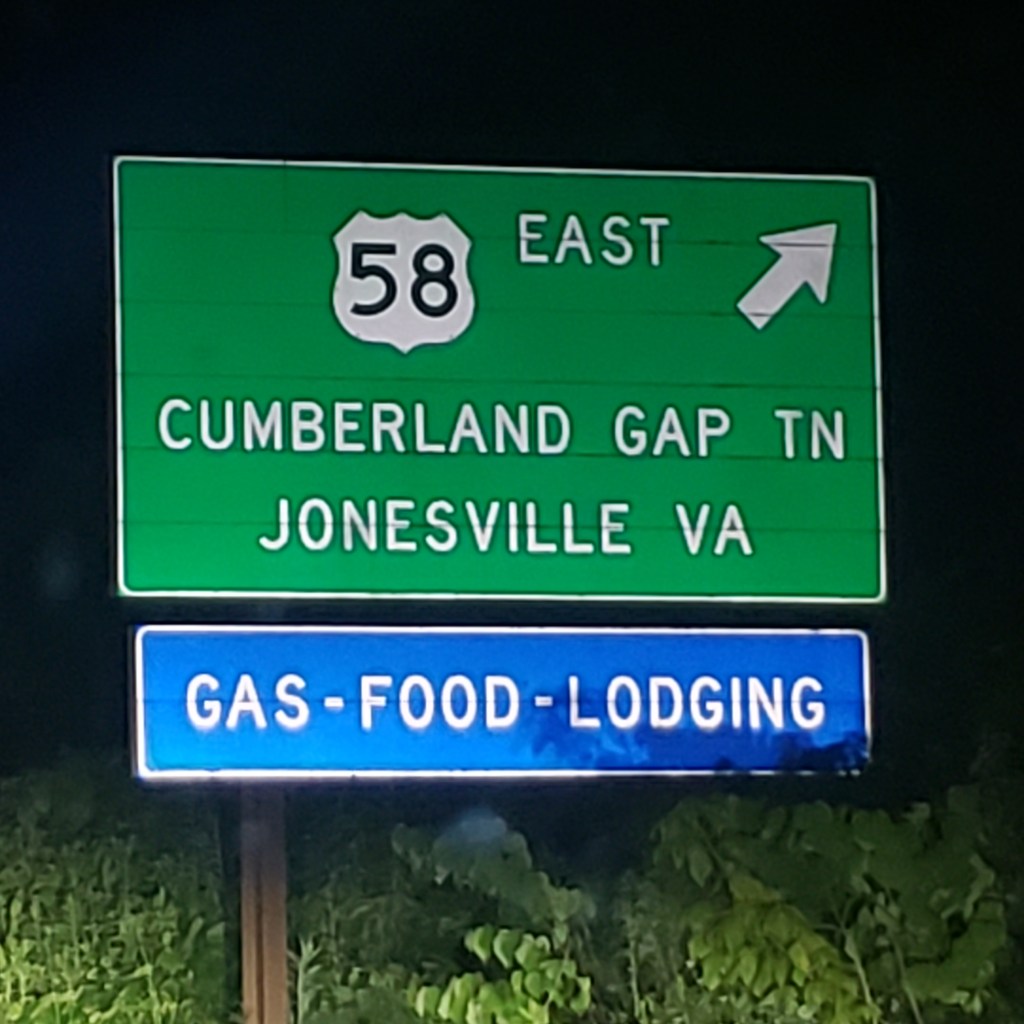 58 EAST
CUMBERLAND GAP TN
JONESVILLE VA
GAS-FOOD-LODGING